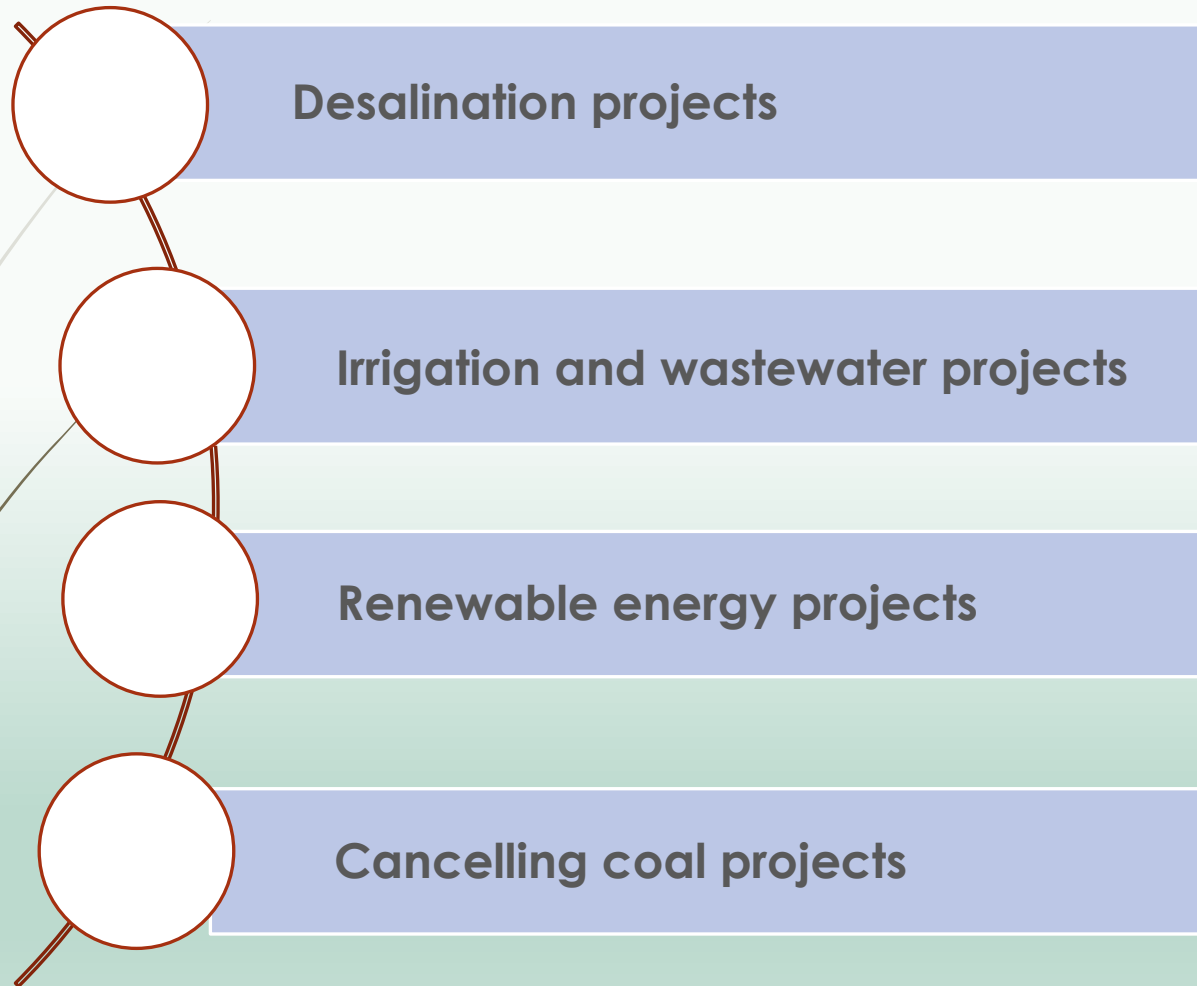 Desalination projects
Irrigation and wastewater projects
Renewable energy projects
Cancelling coal projects